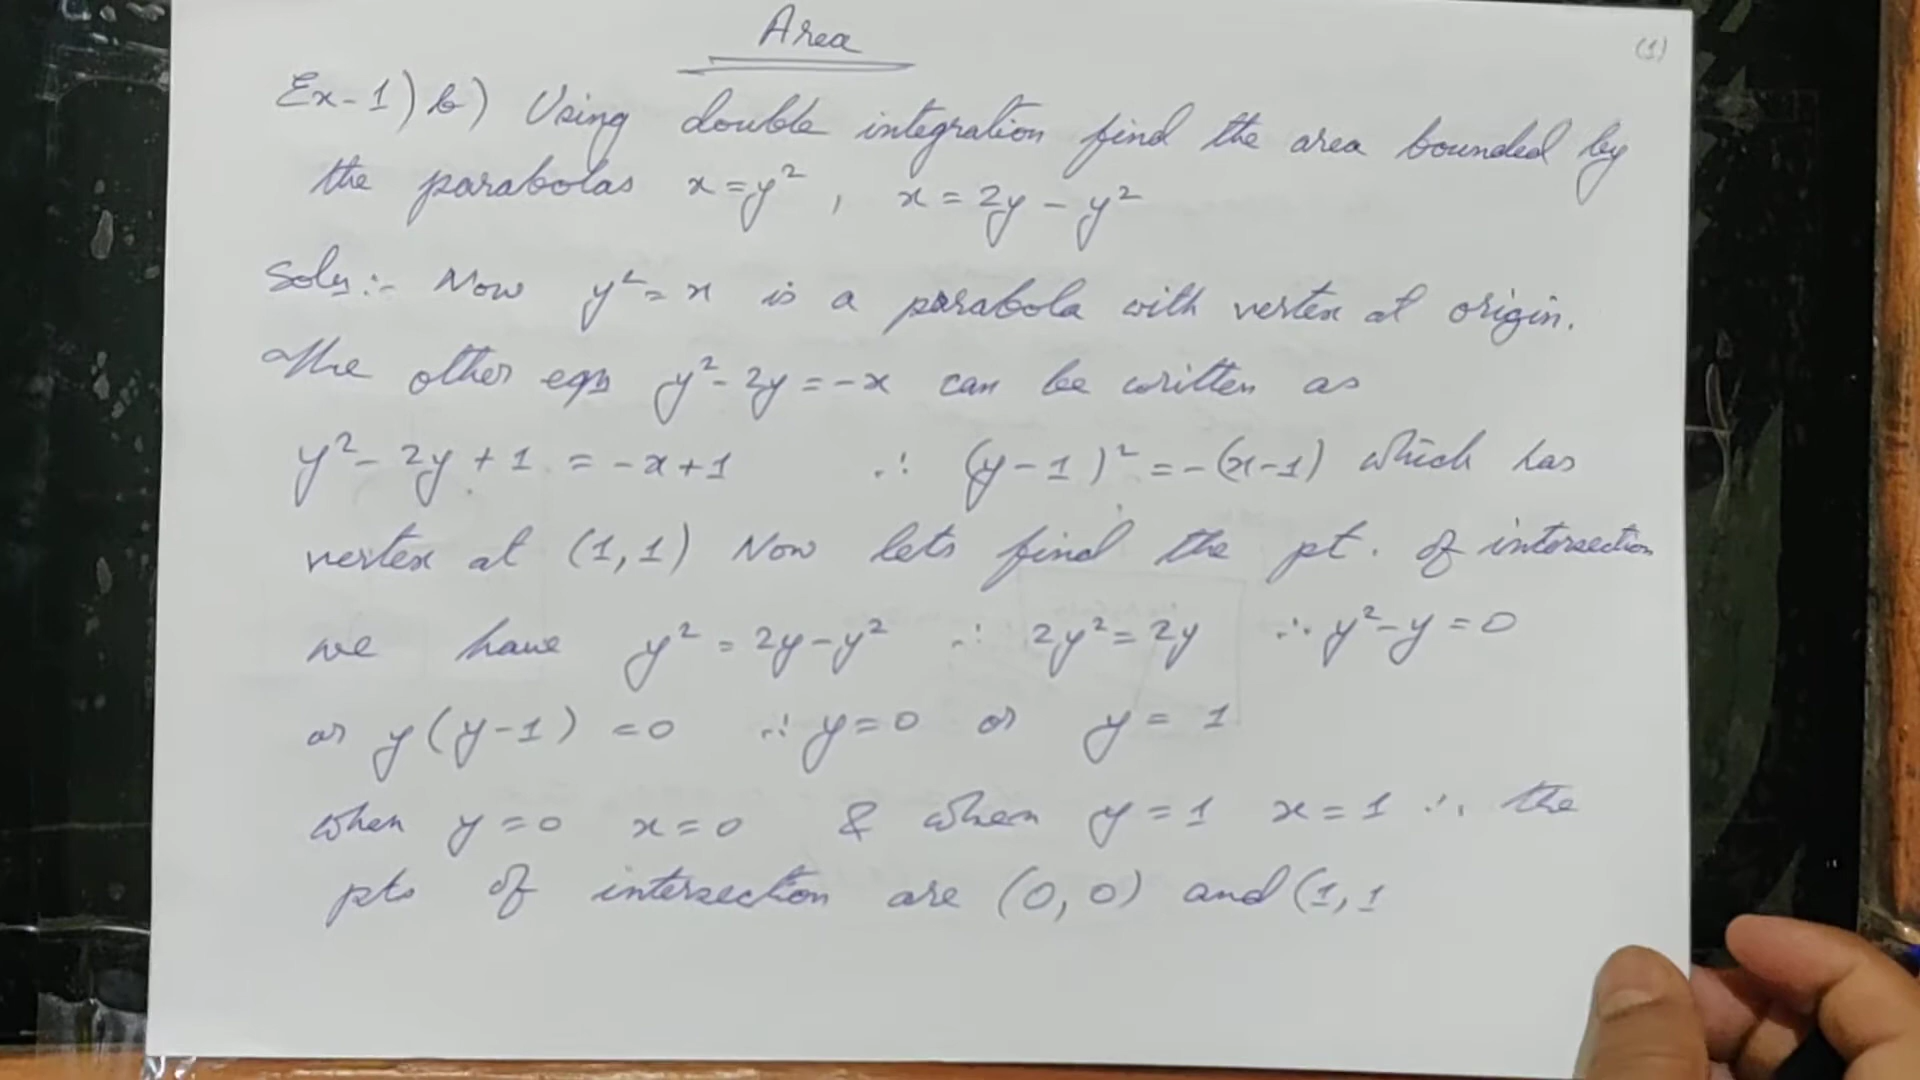 Area
(1)
Ex-1) b) Using double integration find the area bounded by
the parabolas x = y², x = 2y - y²
Soln:- Now y² = x is a parabola with vertex at origin.
The other eqn y² - 2y = -x can be written as
y² - 2y + 1 = -x + 1 ∴ (y - 1)² = -(x - 1) which has
vertex at (1, 1) Now lets find the pt. of intersection
we have y² = 2y - y² ∴ 2y² = 2y ∴ y² - y = 0
or y(y - 1) = 0 ∴ y = 0 or y = 1
when y = 0 x = 0 & when y = 1 x = 1 ∴ the
pts of intersection are (0, 0) and (1, 1